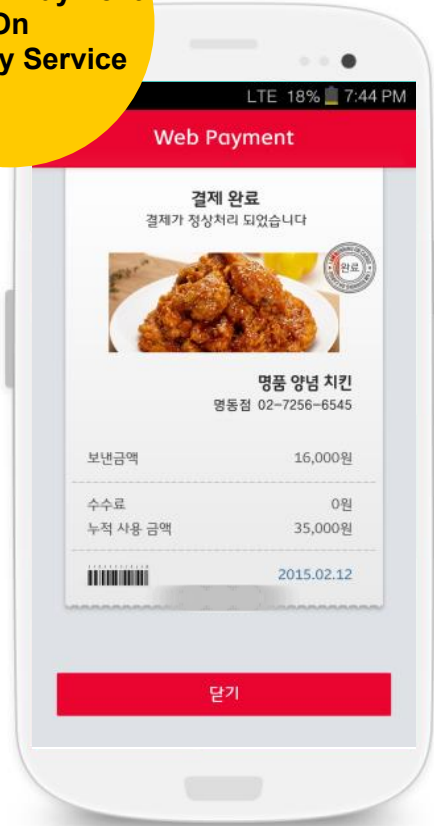 On
y Service
LTE 18% 7:44 PM
Web Payment
결제 완료
결제가 정상처리 되었습니다
완료
명품 양념 치킨
명동점 02-7256-6545
보낸금액 16,000원
수수료 0원
누적 사용 금액 35,000원
2015.02.12
닫기